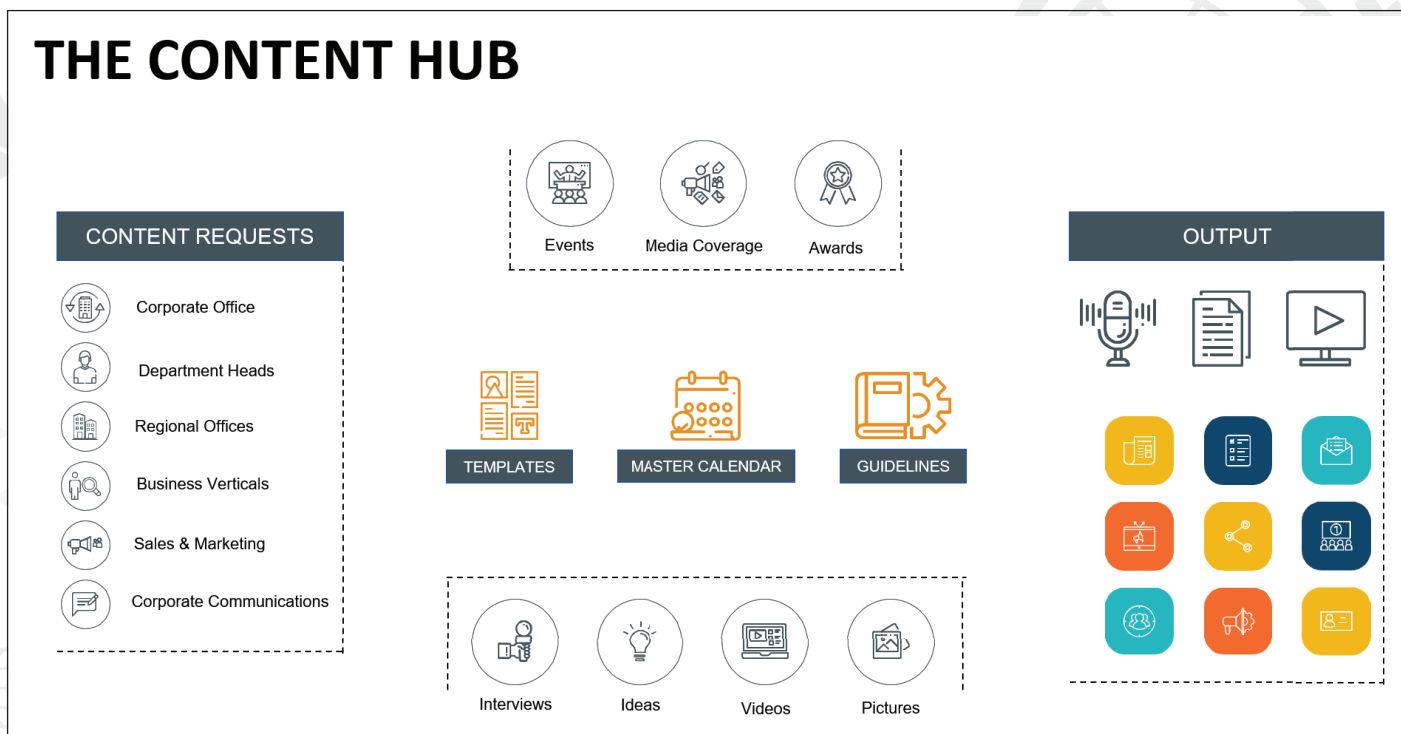 THE CONTENT HUB
CONTENT REQUESTS
Corporate Office
Department Heads
Regional Offices
Business Verticals
Sales & Marketing
Corporate Communications
Events
Media Coverage
Awards
TEMPLATES
MASTER CALENDAR
GUIDELINES
Interviews
Ideas
Videos
Pictures
OUTPUT